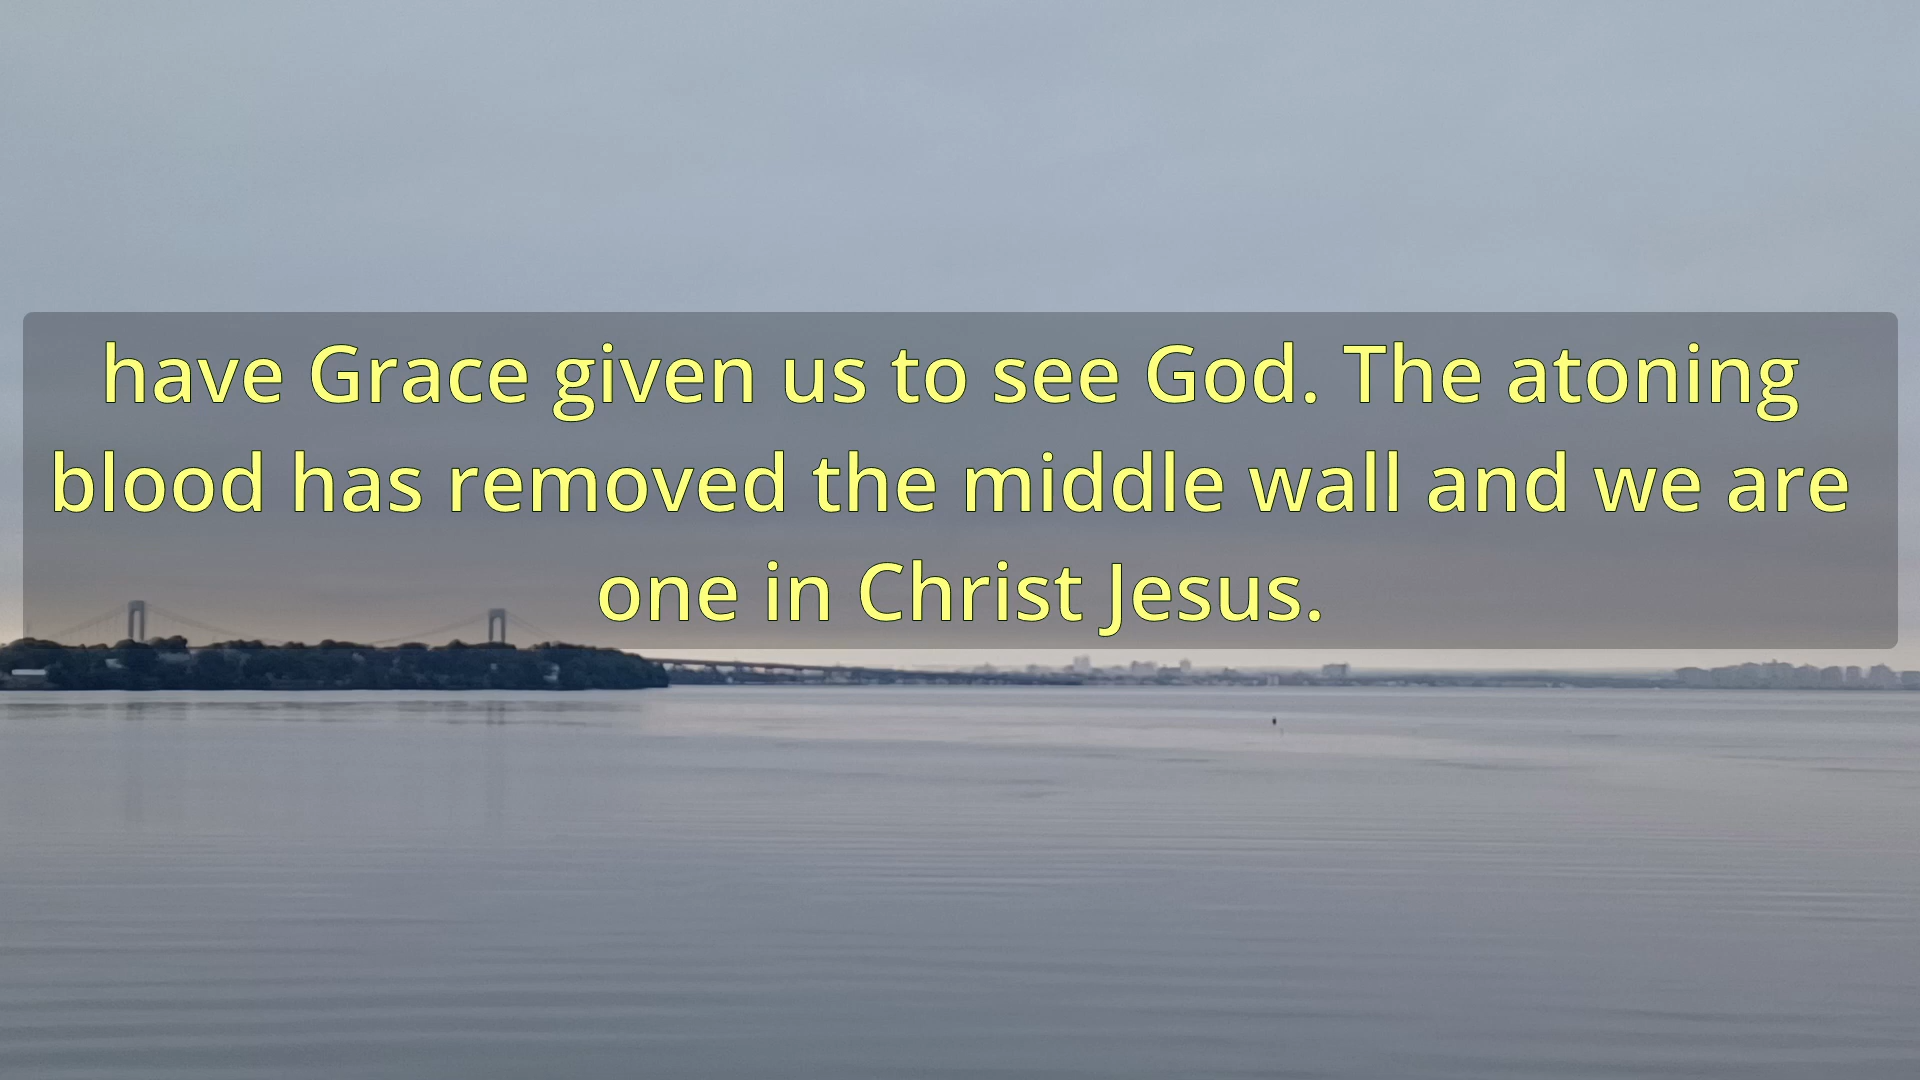 have Grace given us to see God. The atoning
blood has removed the middle wall and we are
one in Christ Jesus.